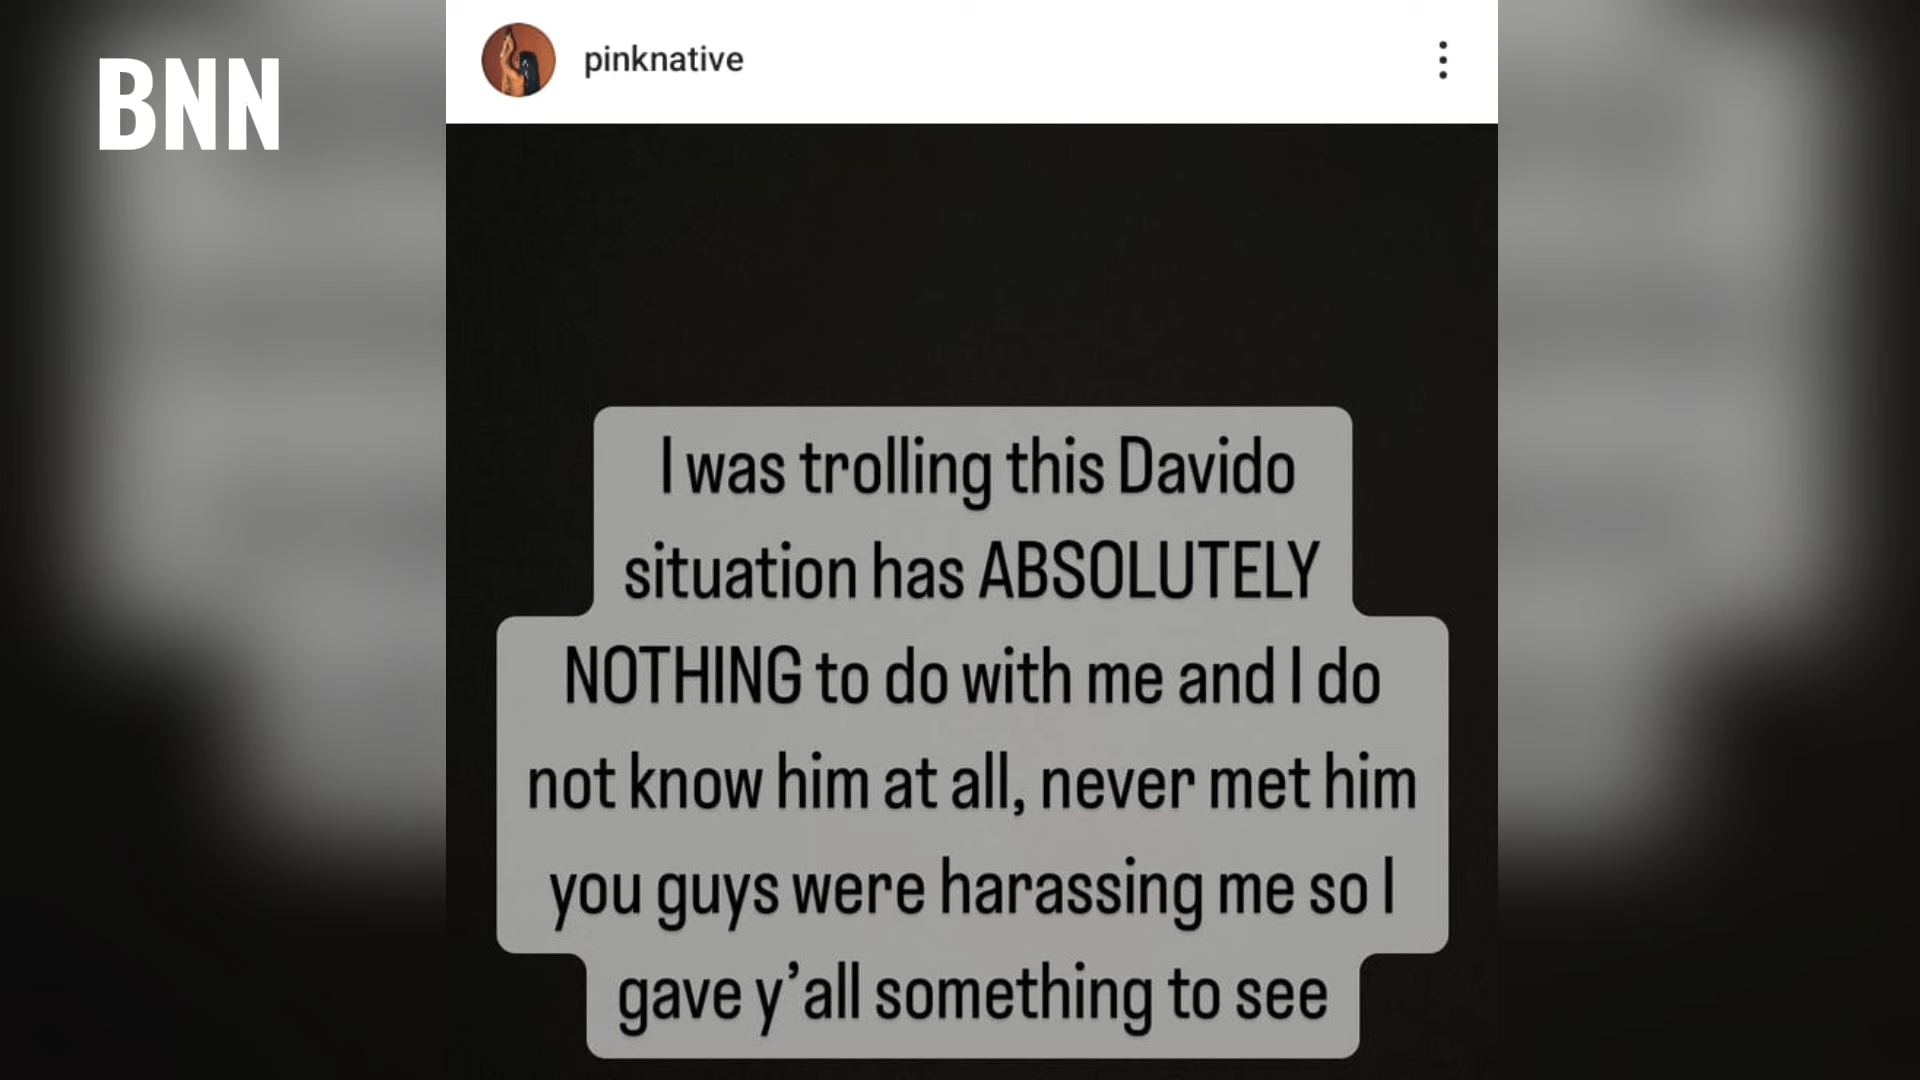 BNN
pinknative
I was trolling this Davido
situation has ABSOLUTELY
NOTHING to do with me and I do
not know him at all, never met him
you guys were harassing me so I
gave y’all something to see